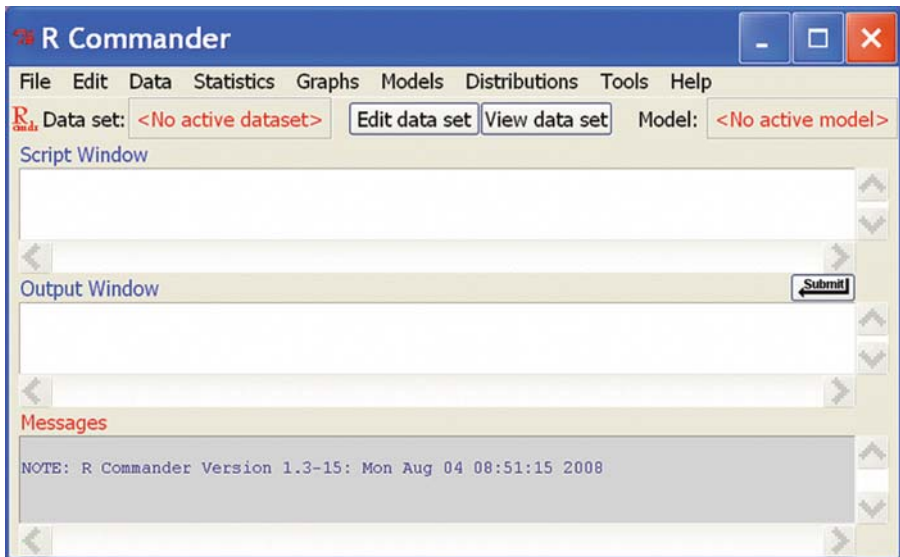 R Commander
File Edit Data Statistics Graphs Models Distributions Tools Help
Data set: <No active dataset> Edit data set View data set Model: <No active model>
Script Window
Output Window Submit
Messages
NOTE: R Commander Version 1.3-15: Mon Aug 04 08:51:15 2008